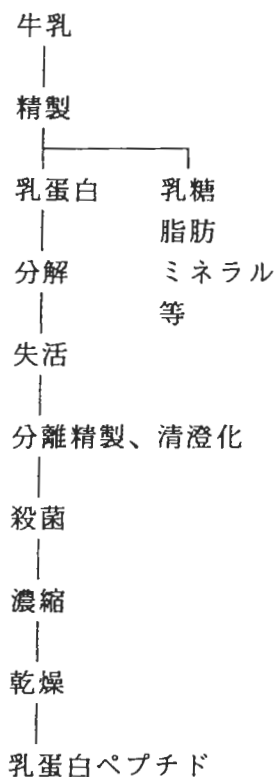 牛乳
精製
乳蛋白
乳糖
脂肪
ミネラル
等
分解
失活
分離精製、清澄化
殺菌
濃縮
乾燥
乳蛋白ペプチド